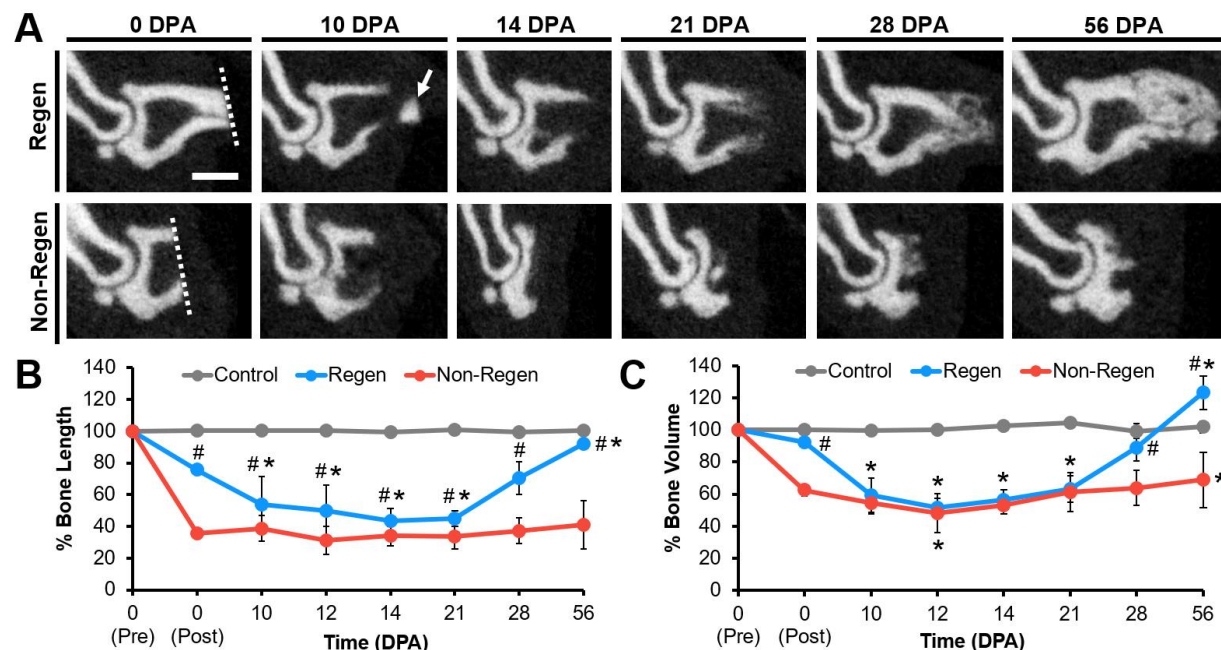 A
0 DPA 10 DPA 14 DPA 21 DPA 28 DPA 56 DPA
Regen
Non-Regen
B
140
120
100
80
60
40
20
0
% Bone Length
Control Regen Non-Regen
#
# *
# *
# *
# *
#
# *
0 0 10 12 14 21 28 56
(Pre) (Post) Time (DPA)
C
140
120
100
80
60
40
20
0
% Bone Volume
Control Regen Non-Regen
#
*
*
*
*
*
#
# *
*
0 0 10 12 14 21 28 56
(Pre) (Post) Time (DPA)